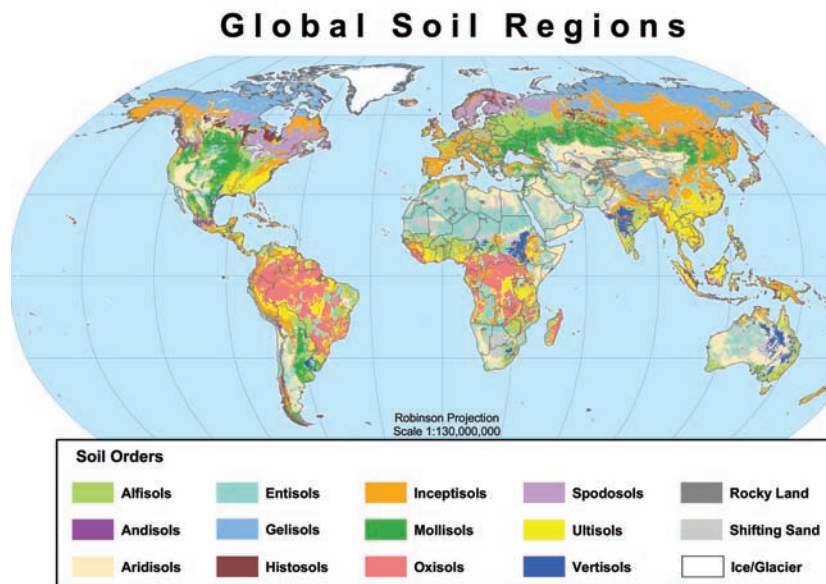 Global Soil Regions
Robinson Projection
Scale 1:130,000,000
Soil Orders
Alfisols Entisols Inceptisols Spodosols Rocky Land
Andisols Gelisols Mollisols Ultisols Shifting Sand
Aridisols Histosols Oxisols Vertisols Ice/Glacier